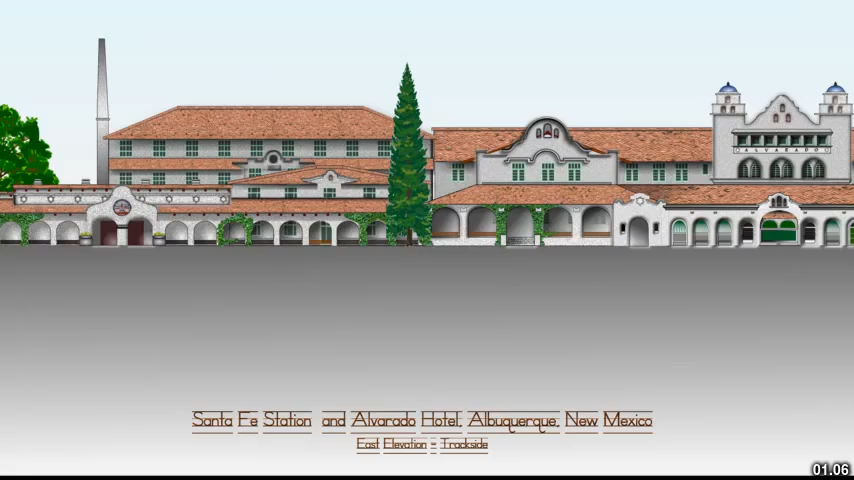 ALVARADO
Santa Fe Station and Alvarado Hotel, Albuquerque, New Mexico
East Elevation - Trackside
01.06